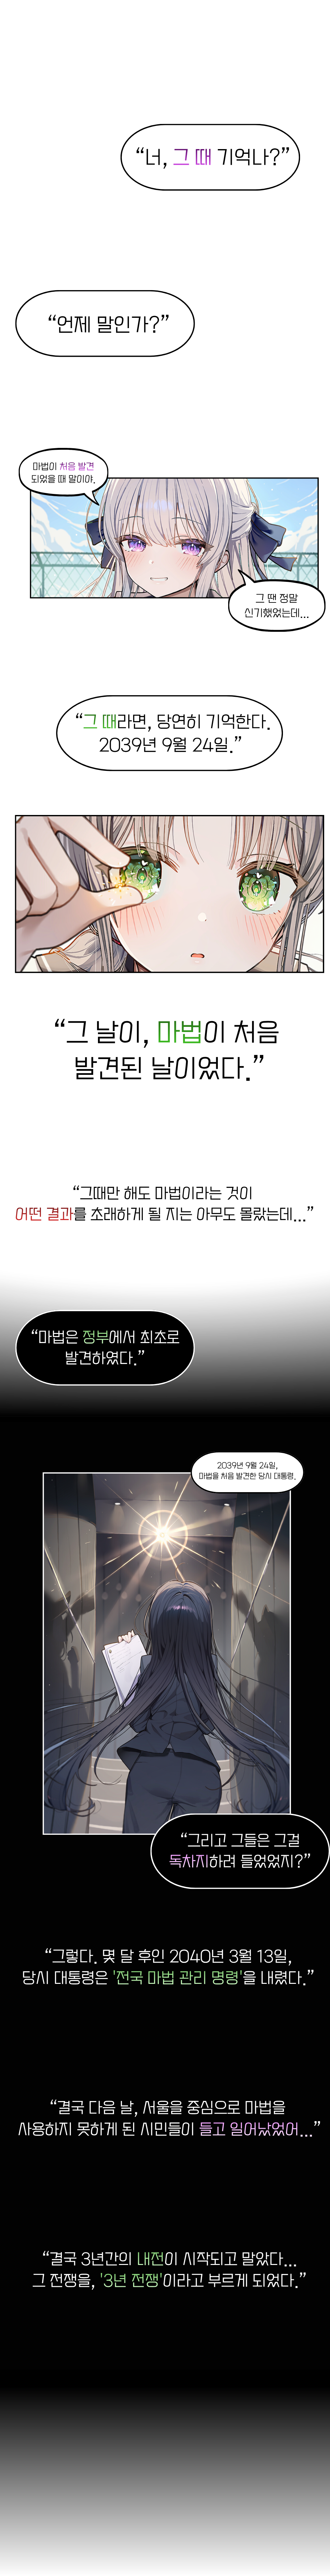 “너, 그 때 기억나?”
“언제 말인가?”
마법이 처음 발견
되었을 때 말이야.
그 땐 정말
신기했었는데...
“그 때라면, 당연히 기억한다.
2039년 9월 24일.”
“그 날이, 마법이 처음
발견된 날이었다.”
“그때만 해도 마법이라는 것이
어떤 결과를 초래하게 될 지는 아무도 몰랐는데...”
“마법은 정부에서 최초로
발견하였다.”
2039년 9월 24일,
마법을 처음 발견한 당시 대통령.
“그리고 그들은 그걸
독차지하려 들었었지?”
“그렇다. 몇 달 후인 2040년 3월 13일,
당시 대통령은 '전국 마법 관리 명령'을 내렸다.”
“결국 다음 날, 서울을 중심으로 마법을
사용하지 못하게 된 시민들이 들고 일어났었어...”
“결국 3년간의 내전이 시작되고 말았다...
그 전쟁을, '3년 전쟁'이라고 부르게 되었다.”